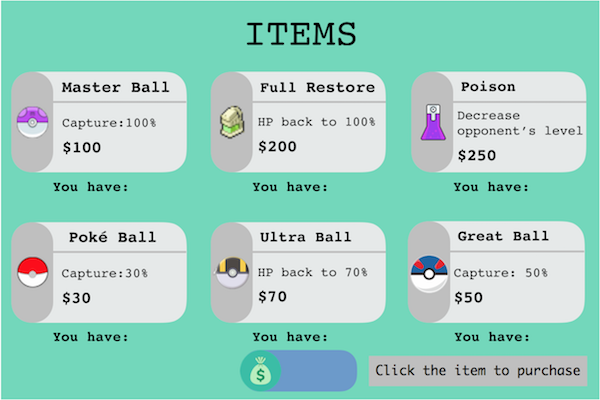 ITEMS
Master Ball
Capture:100%
$100
You have:
Full Restore
HP back to 100%
$200
You have:
Poison
Decrease
opponent's level
$250
You have:
Poké Ball
Capture:30%
$30
You have:
Ultra Ball
HP back to 70%
$70
You have:
Great Ball
Capture: 50%
$50
You have:
$
Click the item to purchase